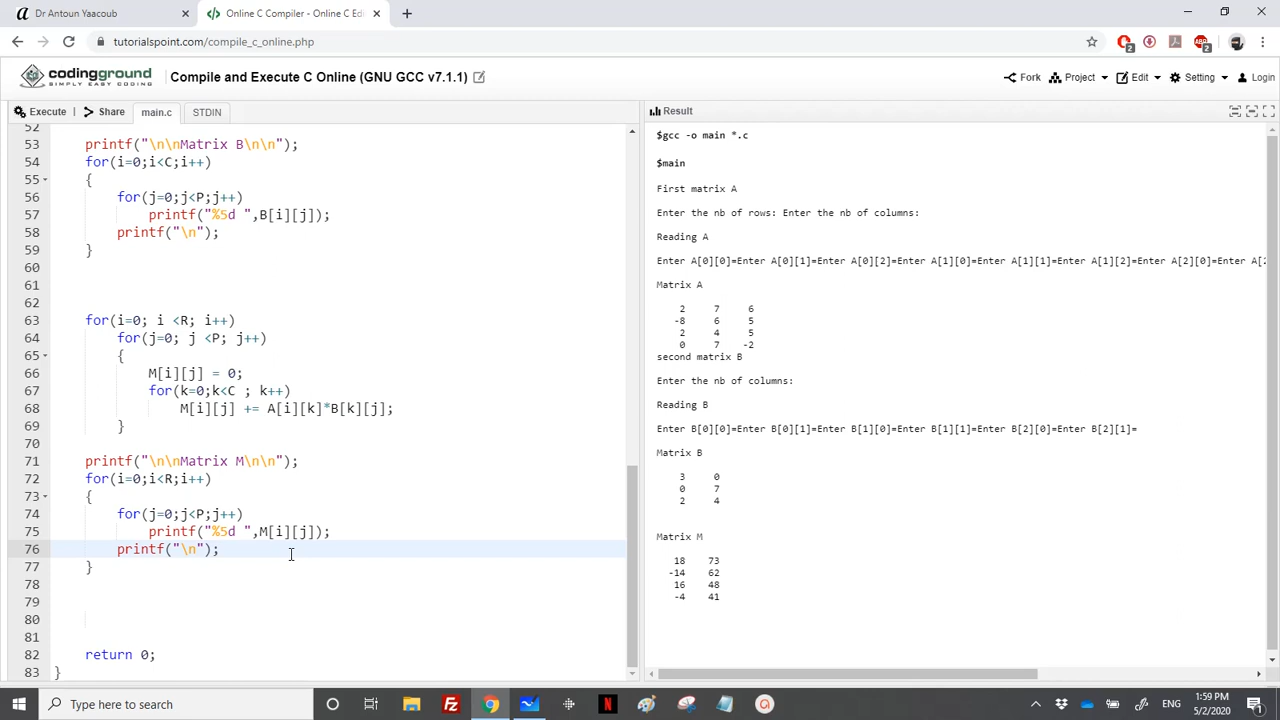 Dr Antoun Yaacoub
Online C Compiler - Online C Edi
tutorialspoint.com/compile_c_online.php
codingground
SIMPLY EASY CODING
Compile and Execute C Online (GNU GCC v7.1.1)
Fork
Project
Edit
Setting
Login
Execute
Share
main.c
STDIN
Result
52
53 printf("\n\nMatrix B\n\n");
54 for(i=0;i<C;i++)
55 {
56 for(j=0;j<P;j++)
57 printf("%5d ",B[i][j]);
58 printf("\n");
59 }
60
61
62
63 for(i=0; i <R; i++)
64 for(j=0; j <P; j++)
65 {
66 M[i][j] = 0;
67 for(k=0;k<C ; k++)
68 M[i][j] += A[i][k]*B[k][j];
69 }
70
71 printf("\n\nMatrix M\n\n");
72 for(i=0;i<R;i++)
73 {
74 for(j=0;j<P;j++)
75 printf("%5d ",M[i][j]);
76 printf("\n");
77 }
78
79
80
81
82 return 0;
83 }
$gcc -o main *.c
$main
First matrix A
Enter the nb of rows: Enter the nb of columns:
Reading A
Enter A[0][0]=Enter A[0][1]=Enter A[0][2]=Enter A[1][0]=Enter A[1][1]=Enter A[1][2]=Enter A[2][0]=Enter A[2
Matrix A
2 7 6
-8 6 5
2 4 5
0 7 -2
second matrix B
Enter the nb of columns:
Reading B
Enter B[0][0]=Enter B[0][1]=Enter B[1][0]=Enter B[1][1]=Enter B[2][0]=Enter B[2][1]=
Matrix B
3 0
0 7
2 4
Matrix M
18 73
-14 62
16 48
-4 41
Type here to search
ENG
1:59 PM
5/2/2020